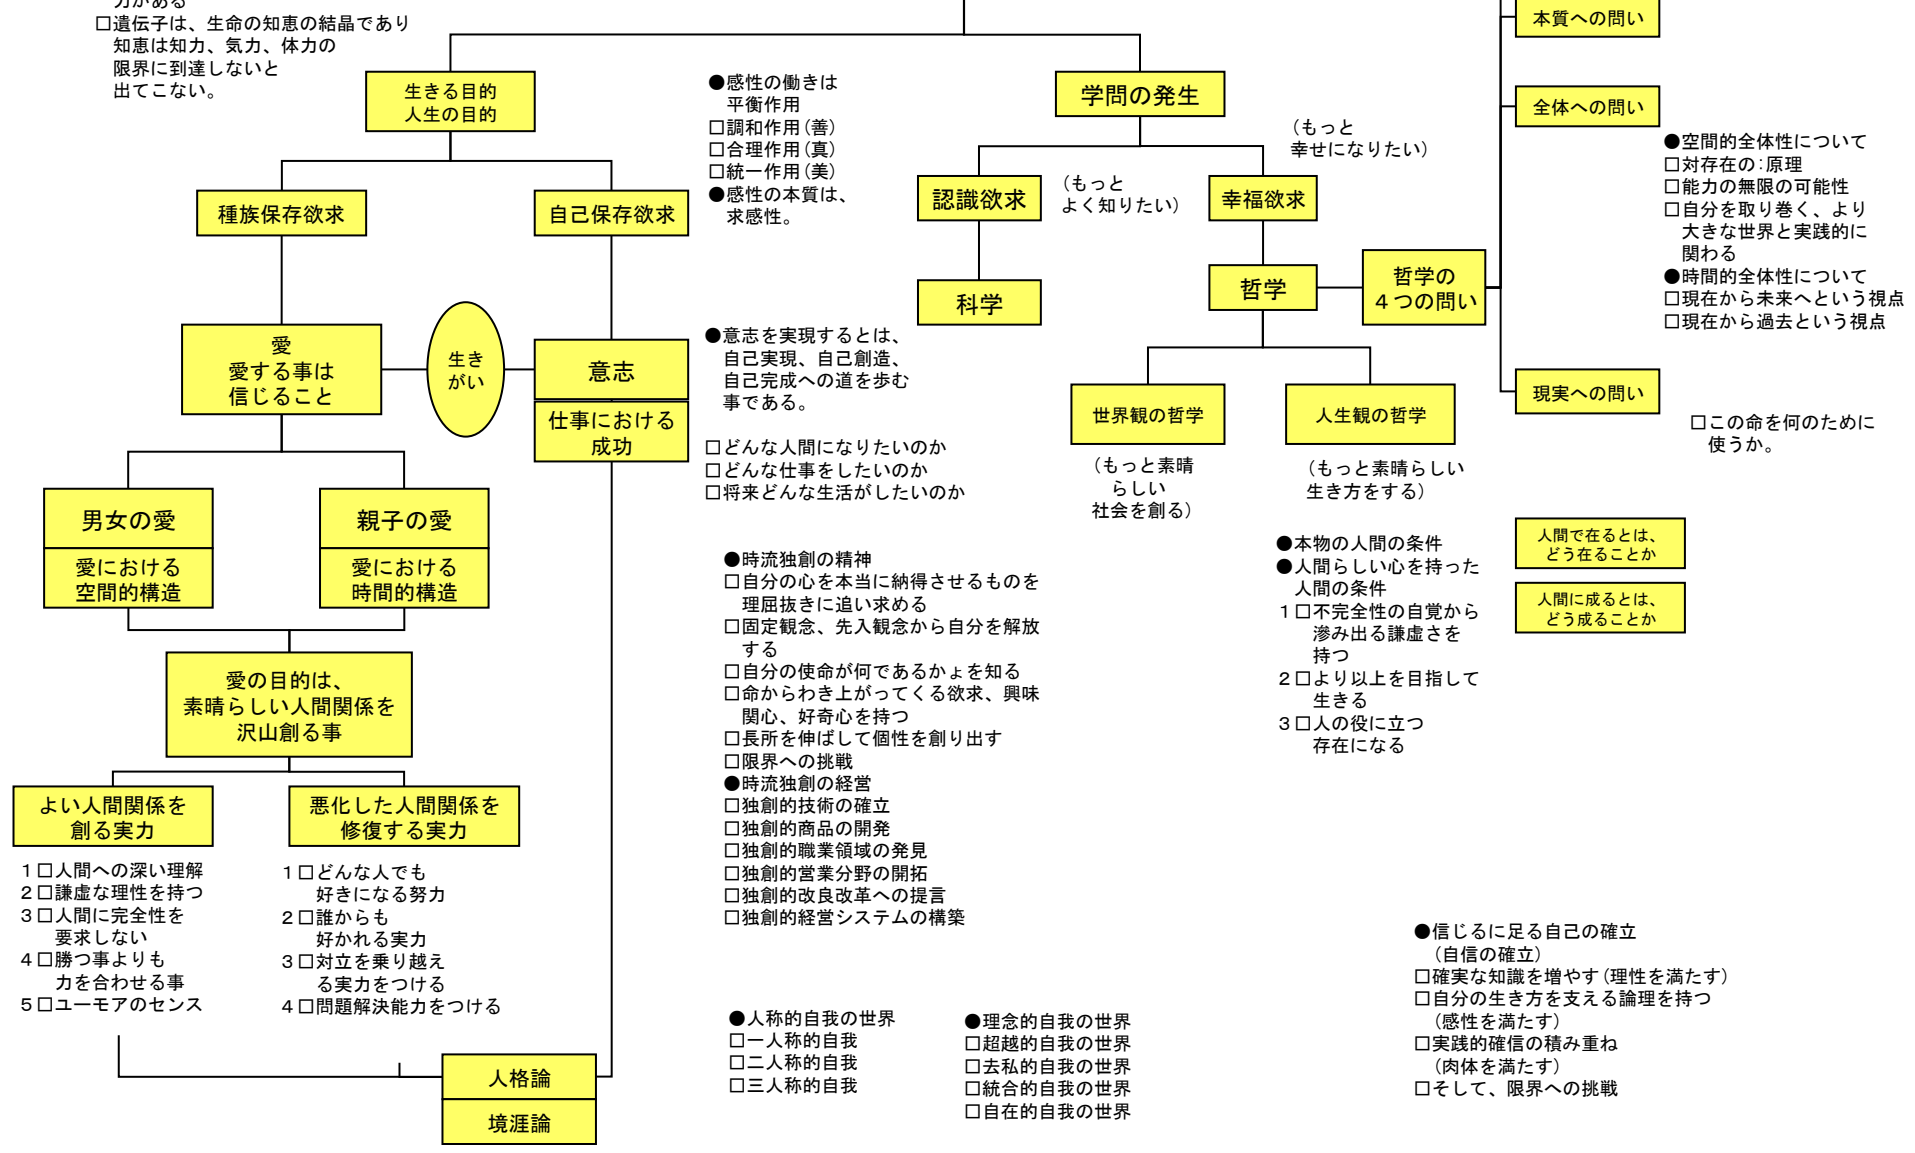 □遺伝子は、生命の知恵の結晶であり
知恵は知力、気力、体力の
限界に到達しないと
出てこない。
生きる目的
人生の目的
種族保存欲求
自己保存欲求
愛
愛する事は
信じること
生き
がい
意志
仕事における
成功
男女の愛
愛における
空間的構造
親子の愛
愛における
時間的構造
愛の目的は、
素晴らしい人間関係を
沢山創る事
よい人間関係を
創る実力
悪化した人間関係を
修復する実力
1□人間への深い理解
2□謙虚な理性を持つ
3□人間に完全性を
要求しない
4□勝つ事よりも
力を合わせる事
5□ユーモアのセンス
1□どんな人でも
好きになる努力
2□誰からも
好かれる実力
3□対立を乗り越え
る実力をつける
4□問題解決能力をつける
人格論
境涯論
●感性の働きは
平衡作用
□調和作用(善)
□合理作用(真)
□統一作用(美)
●感性の本質は、
求感性。
●意志を実現するとは、
自己実現、自己創造、
自己完成への道を歩む
事である。
□どんな人間になりたいのか
□どんな仕事をしたいのか
□将来どんな生活がしたいのか
●時流独創の精神
□自分の心を本当に納得させるものを
理屈抜きに追い求める
□固定観念、先入観念から自分を解放
する
□自分の使命が何であるかょを知る
□命からわき上がってくる欲求、興味
関心、好奇心を持つ
□長所を伸ばして個性を創り出す
□限界への挑戦
●時流独創の経営
□独創的技術の確立
□独創的商品の開発
□独創的職業領域の発見
□独創的営業分野の開拓
□独創的改良改革への提言
□独創的経営システムの構築
●人称的自我の世界
□一人称的自我
□二人称的自我
□三人称的自我
●理念的自我の世界
□超越的自我の世界
□去私的自我の世界
□統合的自我の世界
□自在的自我の世界
学問の発生
認識欲求
(もっと
よく知りたい)
科学
(もっと
幸せになりたい)
幸福欲求
哲学
哲学の
４つの問い
世界観の哲学
(もっと素晴
らしい
社会を創る)
人生観の哲学
(もっと素晴らしい
生き方をする)
●本物の人間の条件
●人間らしい心を持った
人間の条件
1□不完全性の自覚から
滲み出る謙虚さを
持つ
2□より以上を目指して
生きる
3□人の役に立つ
存在になる
本質への問い
全体への問い
●空間的全体性について
□対存在の:原理
□能力の無限の可能性
□自分を取り巻く、より
大きな世界と実践的に
関わる
●時間的全体性について
□現在から未来へという視点
□現在から過去という視点
現実への問い
□この命を何のために
使うか。
人間で在るとは、
どう在ることか
人間に成るとは、
どう成ることか
●信じるに足る自己の確立
(自信の確立)
□確実な知識を増やす(理性を満たす)
□自分の生き方を支える論理を持つ
(感性を満たす)
□実践的確信の積み重ね
(肉体を満たす)
□そして、限界への挑戦